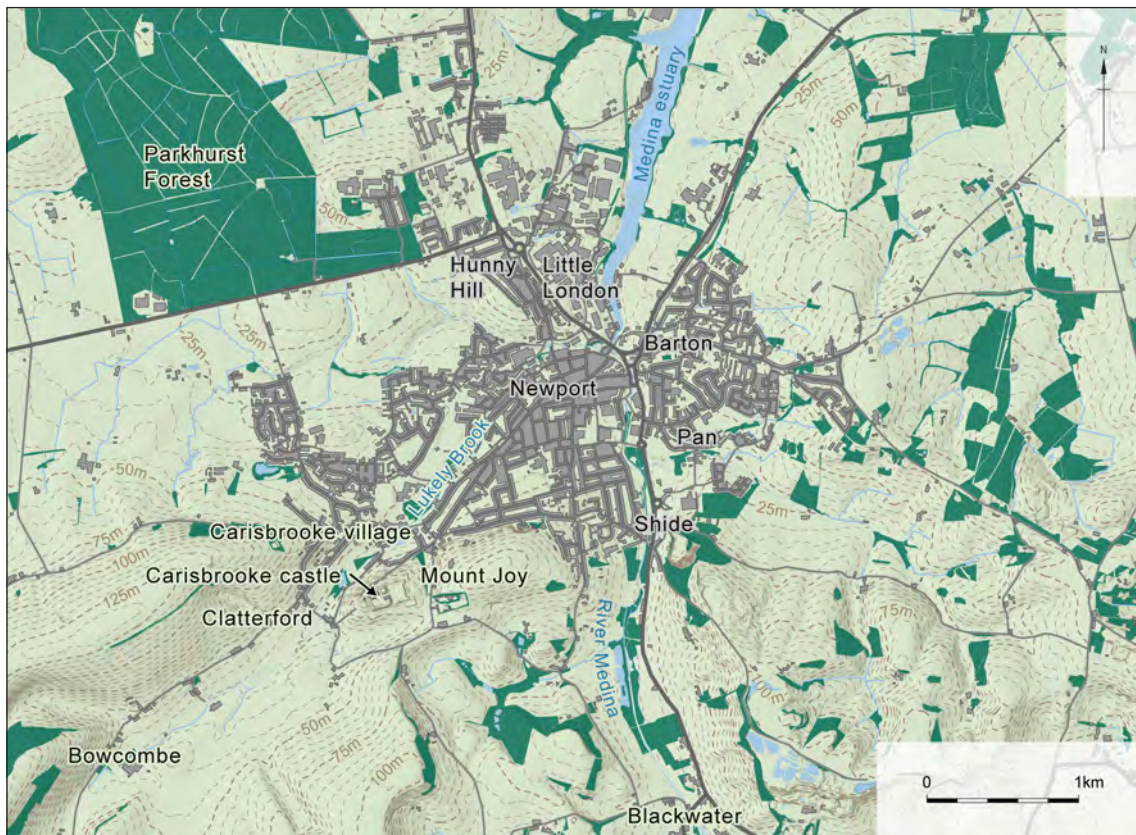 N
25m
25m
50m
Medina estuary
Parkhurst
Forest
50m
Hunny
Hill
Little
London
25m
25m
Barton
Newport
Pan
Lukely Brook
50m
Shide
25m
75m
Carisbrooke village
100m
Carisbrooke castle
Mount Joy
125m
Clatterford
75m
River Medina
100m
50m
75m
Bowcombe
100m
0
1km
Blackwater